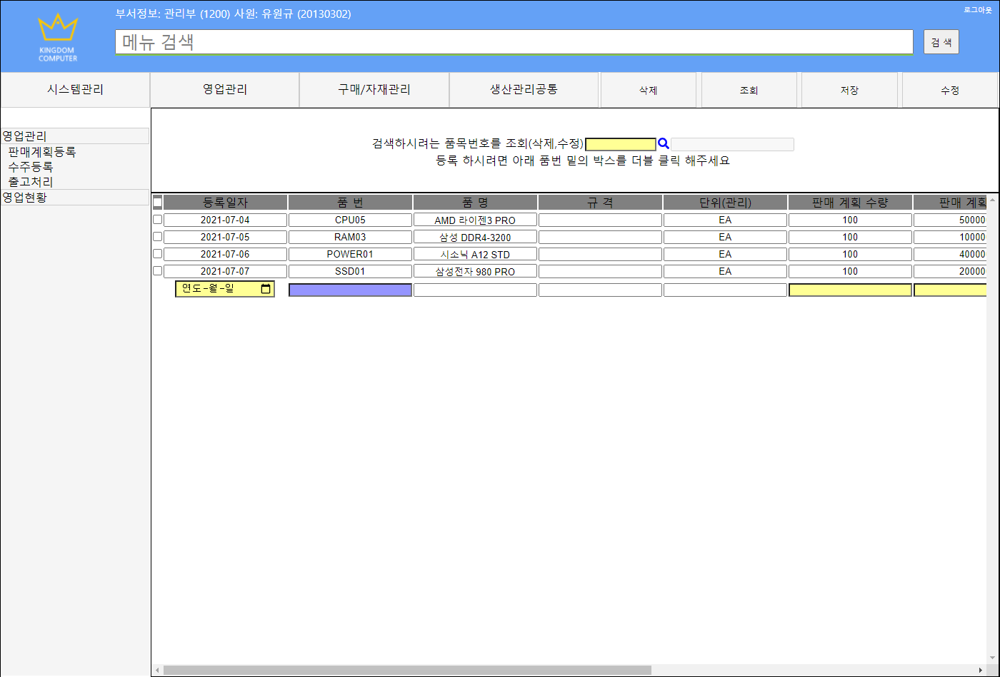 부서정보: 관리부 (1200) 사원: 유원규 (20130302)
로그아웃
메뉴 검색
검 색
KINGDOM
COMPUTER
시스템관리 영업관리 구매/자재관리 생산관리공통 삭제 조회 저장 수정
영업관리
판매계획등록
수주등록
출고처리
영업현황
검색하시려는 품목번호를 조회(삭제,수정)
등록 하시려면 아래 품번 밑의 박스를 더블 클릭 해주세요
등록일자 품 번 품 명 규 격 단위(관리) 판매 계획 수량 판매 계획
2021-07-04 CPU05 AMD 라이젠3 PRO EA 100 50000
2021-07-05 RAM03 삼성 DDR4-3200 EA 100 10000
2021-07-06 POWER01 시소닉 A12 STD EA 100 40000
2021-07-07 SSD01 삼성전자 980 PRO EA 100 20000
연도-월-일